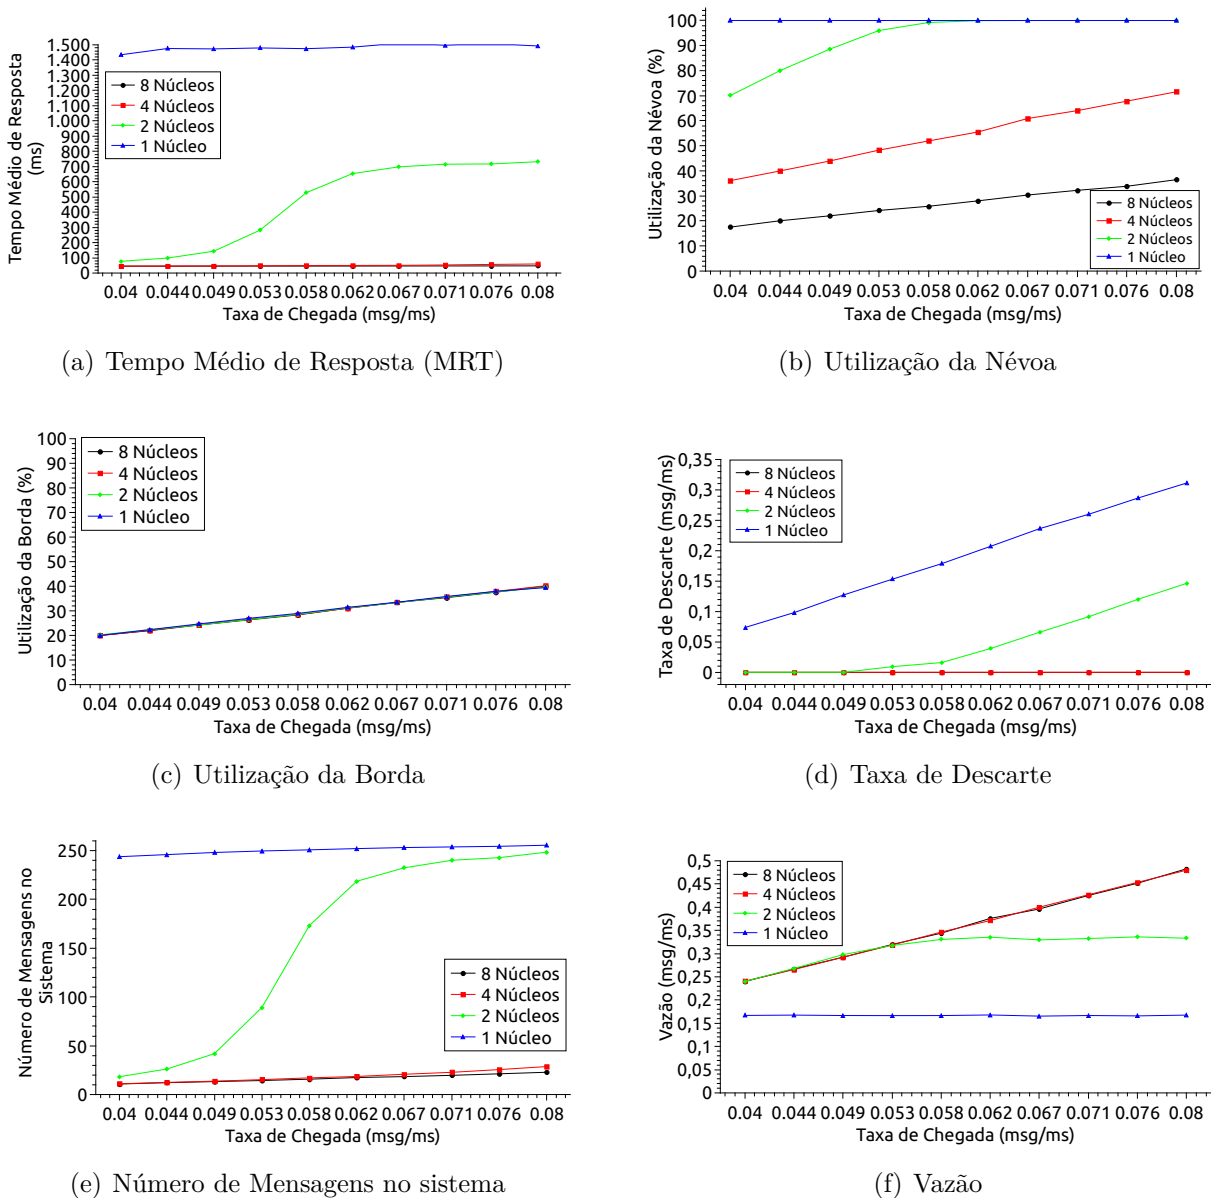 Tempo Médio de Resposta
(ms)
1.500
1.400
1.300
1.200
1.100
1.000
900
800
700
600
500
400
300
200
100
0
8 Núcleos
4 Núcleos
2 Núcleos
1 Núcleo
0.04 0.044 0.049 0.053 0.058 0.062 0.067 0.071 0.076 0.08
Taxa de Chegada (msg/ms)
(a) Tempo Médio de Resposta (MRT)
Utilização da Névoa (%)
100
90
80
70
60
50
40
30
20
10
0
8 Núcleos
4 Núcleos
2 Núcleos
1 Núcleo
0.04 0.044 0.049 0.053 0.058 0.062 0.067 0.071 0.076 0.08
Taxa de Chegada (msg/ms)
(b) Utilização da Névoa
Utilização da Borda (%)
100
90
80
70
60
50
40
30
20
10
0
8 Núcleos
4 Núcleos
2 Núcleos
1 Núcleo
0.04 0.044 0.049 0.053 0.058 0.062 0.067 0.071 0.076 0.08
Taxa de Chegada (msg/ms)
(c) Utilização da Borda
Taxa de Descarte (msg/ms)
0,35
0,3
0,25
0,2
0,15
0,1
0,05
0
8 Núcleos
4 Núcleos
2 Núcleos
1 Núcleo
0.04 0.044 0.049 0.053 0.058 0.062 0.067 0.071 0.076 0.08
Taxa de Chegada (msg/ms)
(d) Taxa de Descarte
Número de Mensagens no
Sistema
250
200
150
100
50
0
8 Núcleos
4 Núcleos
2 Núcleos
1 Núcleo
0.04 0.044 0.049 0.053 0.058 0.062 0.067 0.071 0.076 0.08
Taxa de Chegada (msg/ms)
(e) Número de Mensagens no sistema
Vazão (msg/ms)
0,5
0,45
0,4
0,35
0,3
0,25
0,2
0,15
0,1
0,05
0
8 Núcleos
4 Núcleos
2 Núcleos
1 Núcleo
0.04 0.044 0.049 0.053 0.058 0.062 0.067 0.071 0.076 0.08
Taxa de Chegada (msg/ms)
(f) Vazão